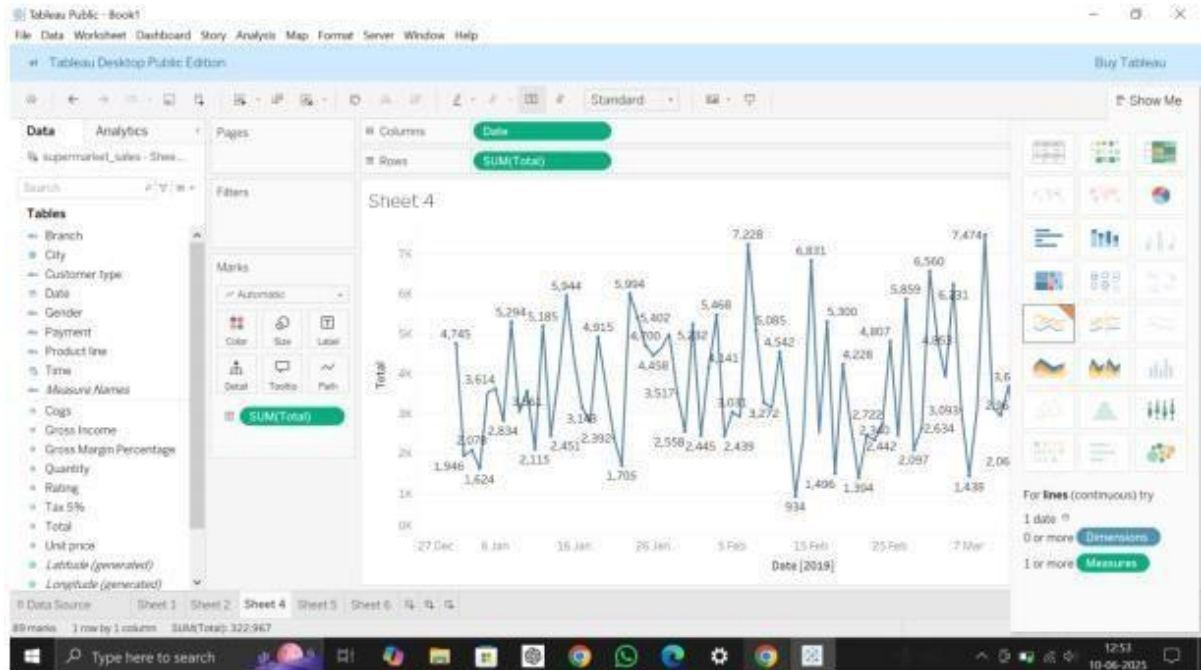 Tableau Public - Book1
File Data Worksheet Dashboard Story Analysis Map Format Server Window Help
Tableau Desktop Public Edition
Buy Tableau
Standard
Show Me
Data Analytics
supermarket_sales - Shee...
Search
Tables
Branch
City
Customer type
Date
Gender
Payment
Product line
Time
Measure Names
Cogs
Gross Income
Gross Margin Percentage
Quantity
Rating
Tax 5%
Total
Unit price
Latitude (generated)
Longitude (generated)
Pages
Filters
Marks
Automatic
Color Size Label
Detail Tooltip Path
SUM(Total)
Columns Date
Rows SUM(Total)
Sheet 4
Total
7K
6K
5K
4K
3K
2K
1K
0K
7,228 7,474
6,831
6,560
6,231
5,944 5,994 5,859
5,294 5,185 5,402 5,468 5,300
4,745 4,915 4,700 5,232 5,085 4,807 4,853
4,458 4,141 4,542 4,228
3,614 3,517
3,143 3,031 3,272 2,722 3,093
2,078 2,834 2,451 2,392 2,558 2,445 2,439 2,340 2,442 2,634
1,946 2,115 2,097
1,624 1,705 1,496 1,394 1,438
934
27 Dec 6 Jan 16 Jan 26 Jan 5 Feb 15 Feb 25 Feb 7 Mar
Date [2019]
For lines (continuous) try
1 date
0 or more Dimensions
1 or more Measures
Data Source Sheet 1 Sheet 2 Sheet 4 Sheet 5 Sheet 6
89 marks 1 row by 1 column SUM(Total): 322,967
Type here to search
12:53
10-06-2025